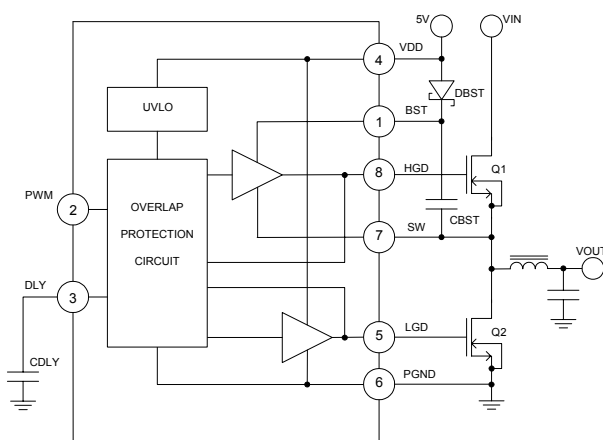 5V
VIN
4
VDD
DBST
UVLO
1
BST
8
HGD
Q1
PWM
2
OVERLAP
PROTECTION
CIRCUIT
CBST
7
SW
VOUT
DLY
3
5
LGD
Q2
CDLY
6
PGND